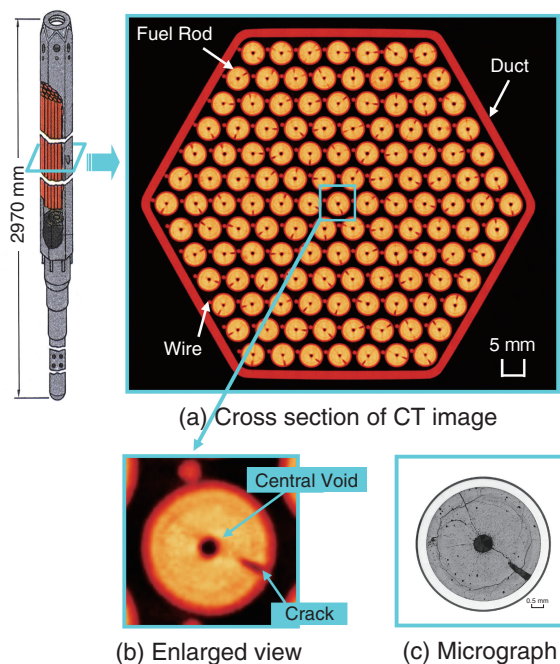 2970 mm
Fuel Rod
Duct
Wire
5 mm
(a) Cross section of CT image
Central Void
Crack
0.5 mm
(b) Enlarged view
(c) Micrograph